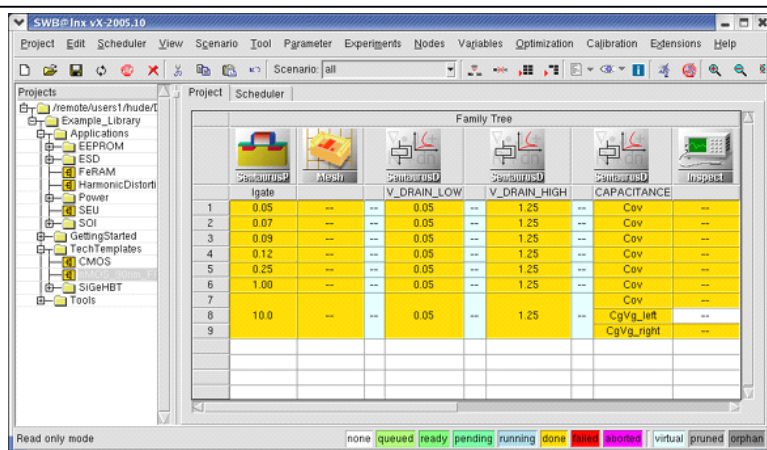 SWB@lnx vX-2005.10
Project Edit Scheduler View Scenario Tool Parameter Experiments Nodes Variables Optimization Calibration Extensions Help
Scenario: all
Projects
Project Scheduler
/remote/users1/hude/D
Example_Library
Applications
EEPROM
ESD
FeRAM
HarmonicDistorti
Power
SEU
SOI
GettingStarted
TechTemplates
CMOS
SiGeHBT
Tools
Family Tree
SentaurusP Mesh SentaurusD SentaurusD SentaurusD Inspect
lgate V_DRAIN_LOW V_DRAIN_HIGH CAPACITANCE
1 0.05 -- -- 0.05 -- 1.25 -- Cov --
2 0.07 -- -- 0.05 -- 1.25 -- Cov --
3 0.09 -- -- 0.05 -- 1.25 -- Cov --
4 0.12 -- -- 0.05 -- 1.25 -- Cov --
5 0.25 -- -- 0.05 -- 1.25 -- Cov --
6 1.00 -- -- 0.05 -- 1.25 -- Cov --
7 Cov --
8 10.0 -- -- 0.05 -- 1.25 -- CgVg_left --
9 CgVg_right --
Read only mode
none queued ready pending running done failed aborted virtual pruned orphan